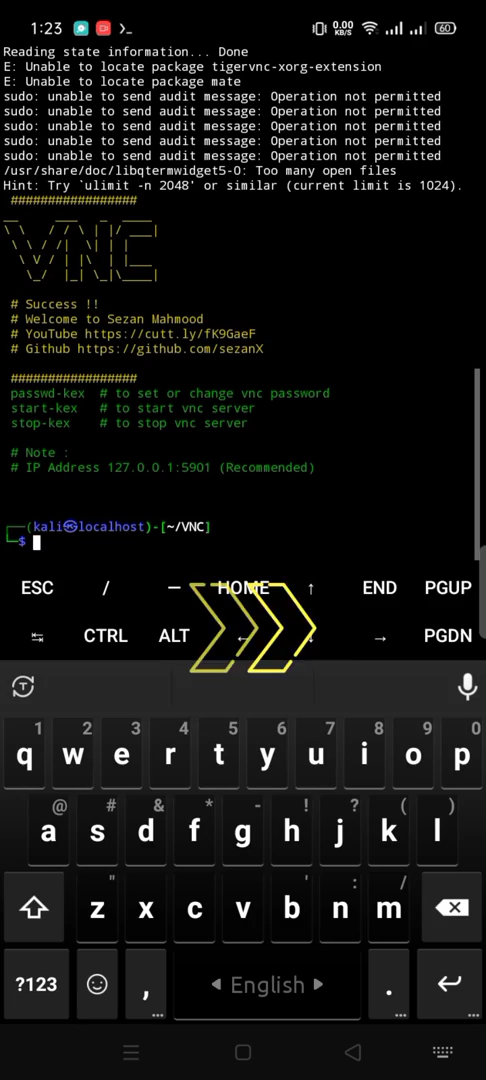 1:23 >_ 0.00 KB/S 60
Reading state information... Done
E: Unable to locate package tigervnc-xorg-extension
E: Unable to locate package mate
sudo: unable to send audit message: Operation not permitted
sudo: unable to send audit message: Operation not permitted
sudo: unable to send audit message: Operation not permitted
sudo: unable to send audit message: Operation not permitted
sudo: unable to send audit message: Operation not permitted
/usr/share/doc/libqtermwidget5-0: Too many open files
Hint: Try `ulimit -n 2048' or similar (current limit is 1024).
#################
VNC
# Success !!
# Welcome to Sezan Mahmood
# YouTube https://cutt.ly/fK9GaeF
# Github https://github.com/sezanX
#################
passwd-kex # to set or change vnc password
start-kex # to start vnc server
stop-kex # to stop vnc server
# Note :
# IP Address 127.0.0.1:5901 (Recommended)
┌──(kali㉿localhost)-[~/VNC]
└─$
ESC / — HOME ↑ END PGUP
↹ CTRL ALT ← ↓ → PGDN
T
1 2 3 4 5 6 7 8 9 0
q w e r t y u i o p
@ # & * - ! ? ( )
a s d f g h j k l
" ' : /
z x c v b n m
?123 , English .